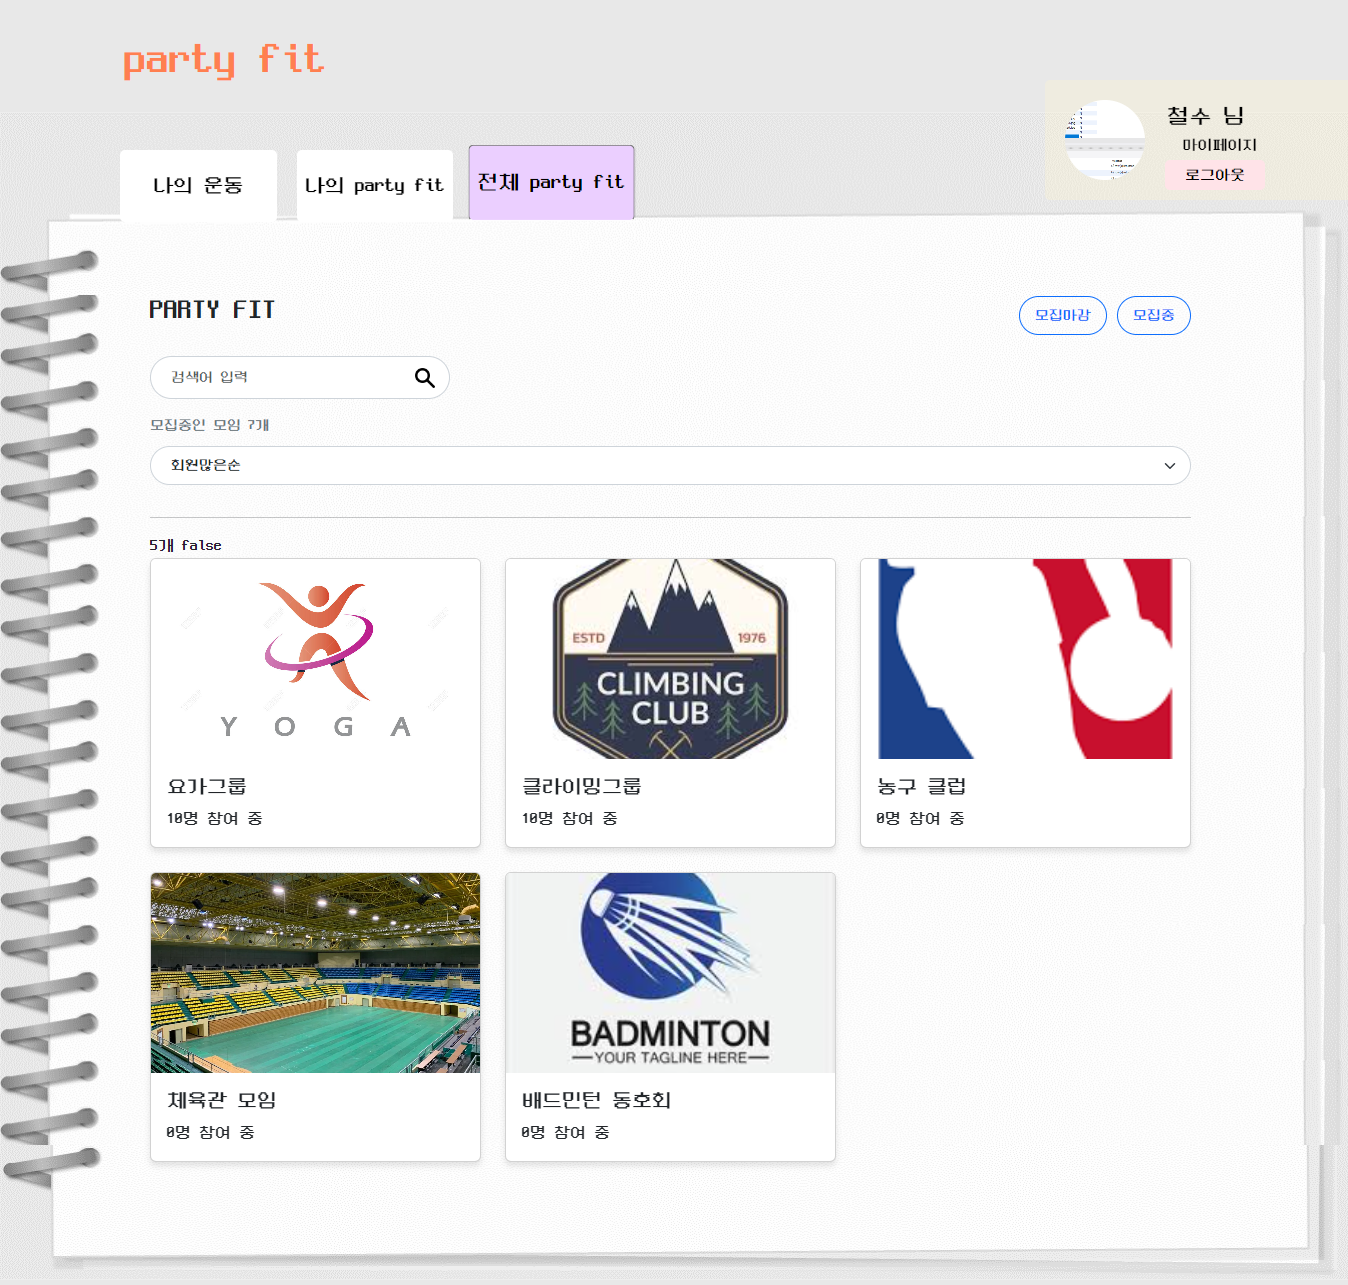 party fit
철수 님
마이페이지
로그아웃
나의 운동
나의 party fit
전체 party fit
PARTY FIT
모집마감
모집중
검색어 입력
모집중인 모임 7개
회원많은순
5개 false
YOGA
요가그룹
10명 참여 중
ESTD 1976
CLIMBING
CLUB
클라이밍그룹
10명 참여 중
농구 클럽
0명 참여 중
체육관 모임
0명 참여 중
BADMINTON
YOUR TAGLINE HERE
배드민턴 동호회
0명 참여 중